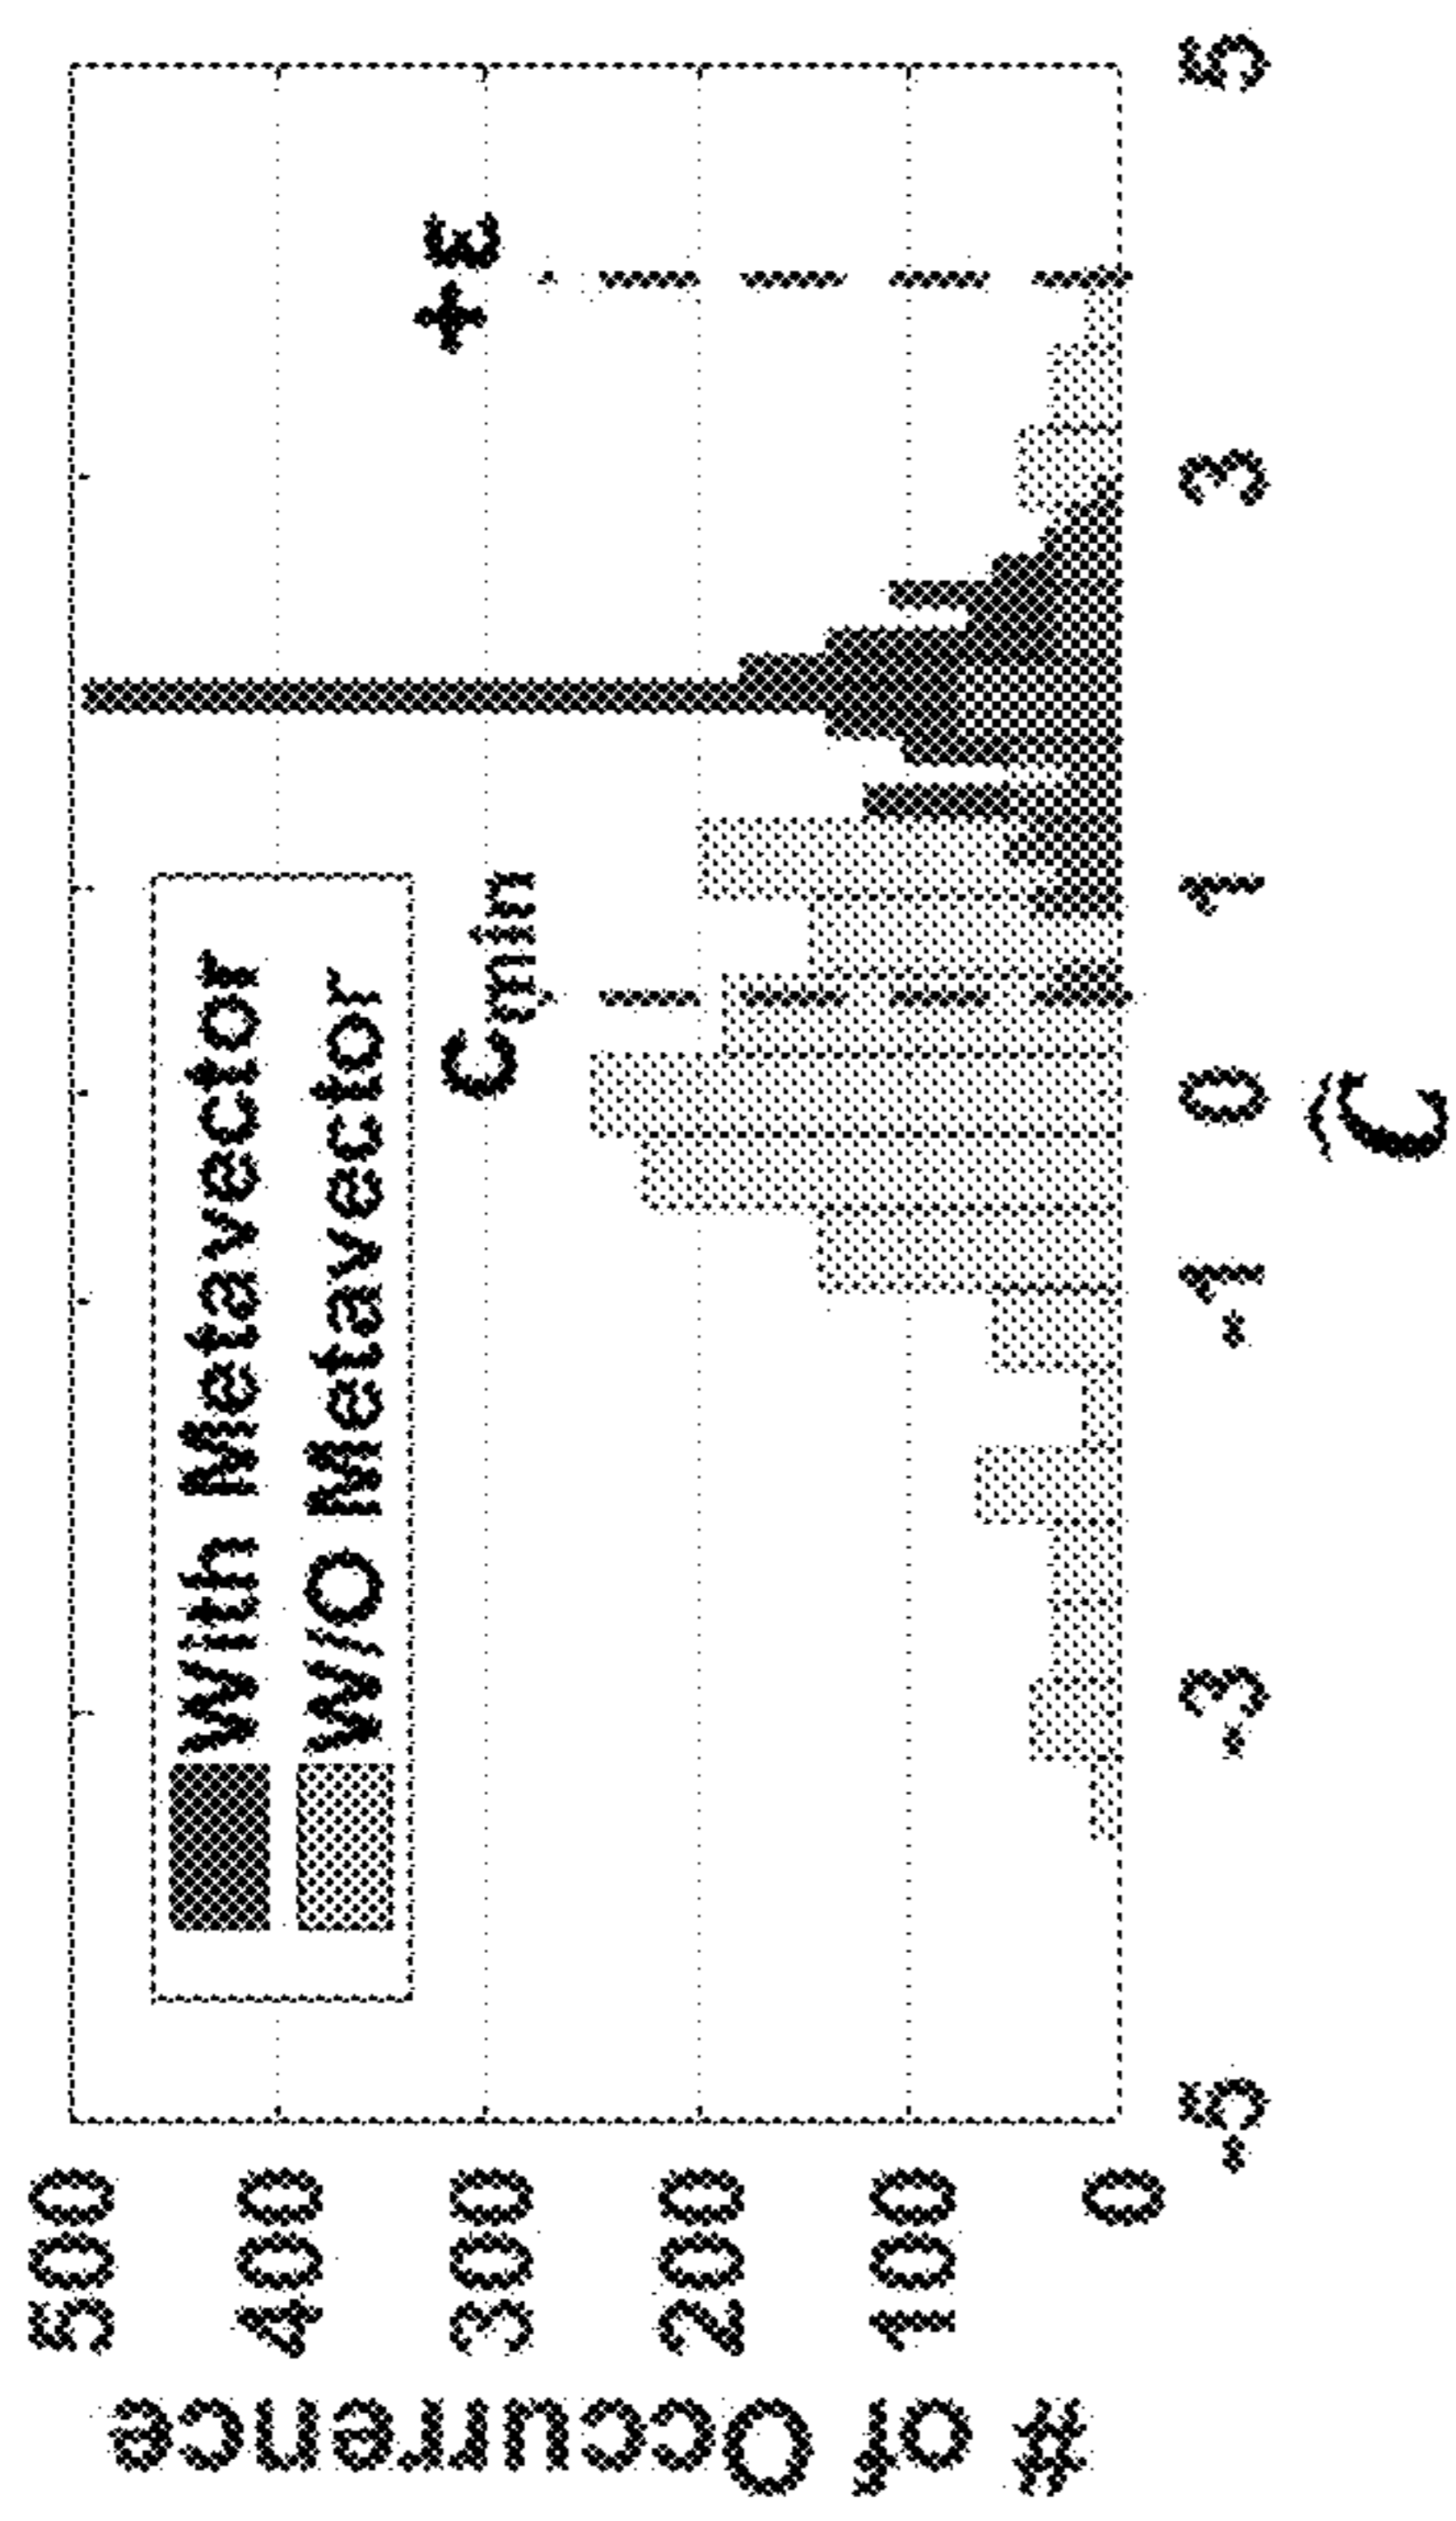 # of Occurrence
500
400
300
200
100
0
With Metavector
W/O Metavector
Cmin
+ε
-5
-3
-1
0
1
3
5
Ĉ